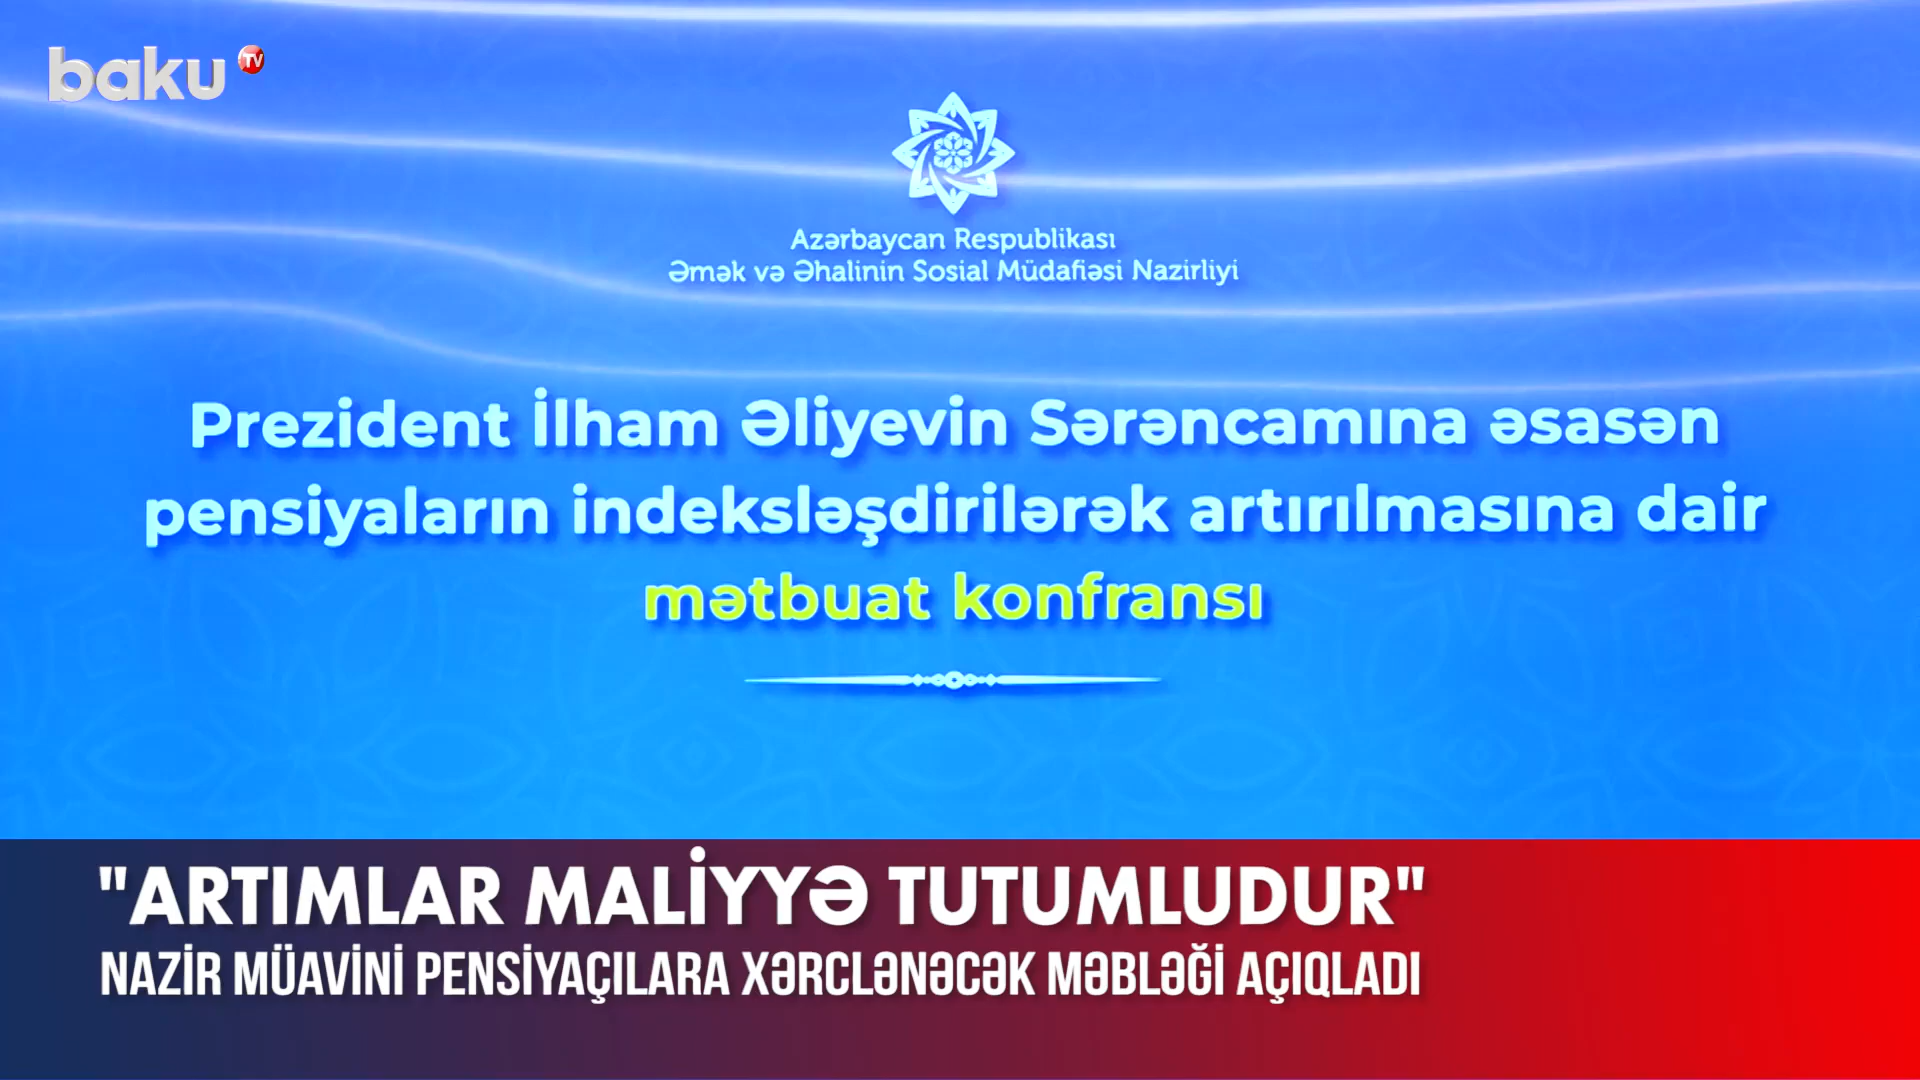 baku TV
Azərbaycan Respublikası
Əmək və Əhalinin Sosial Müdafiəsi Nazirliyi
Prezident İlham Əliyevin Sərəncamına əsasən
pensiyaların indeksləşdirilərək artırılmasına dair
mətbuat konfransı
"ARTIMLAR MALİYYƏ TUTUMLUDUR"
NAZİR MÜAVİNİ PENSİYAÇILARA XƏRCLƏNƏCƏK MƏBLƏĞİ AÇIQLADI